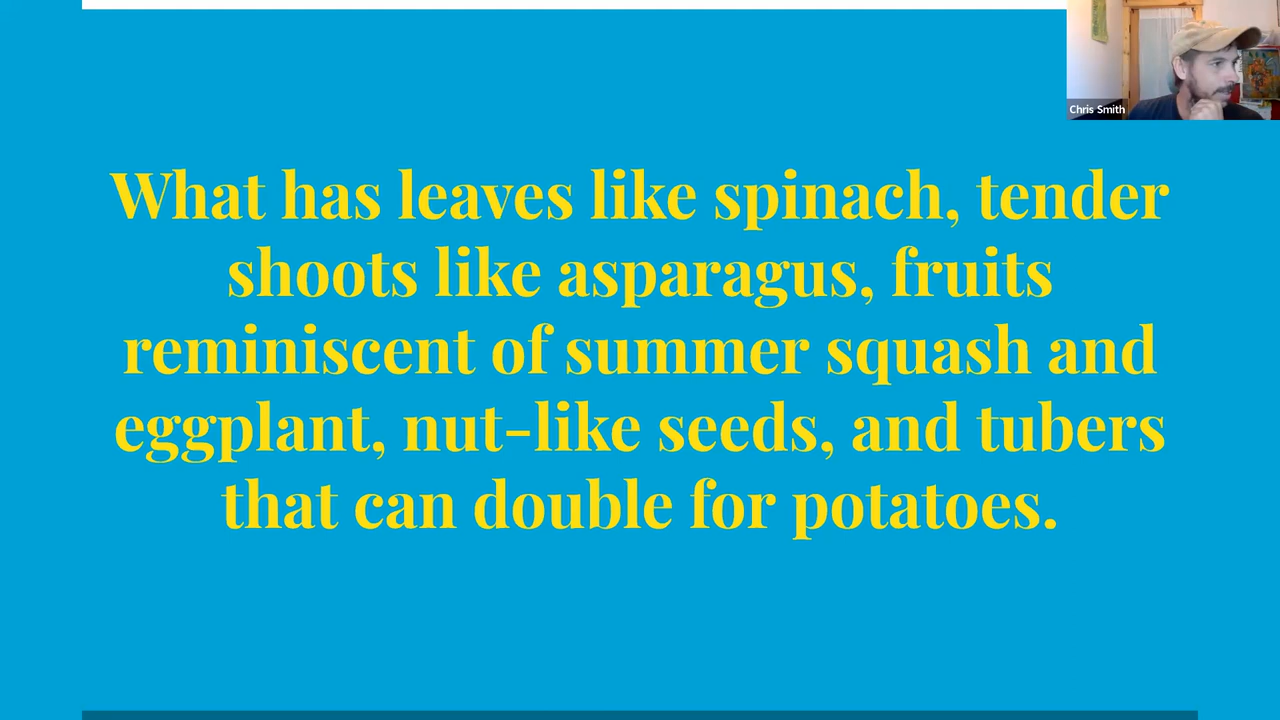 Chris Smith
What has leaves like spinach, tender
shoots like asparagus, fruits
reminiscent of summer squash and
eggplant, nut-like seeds, and tubers
that can double for potatoes.